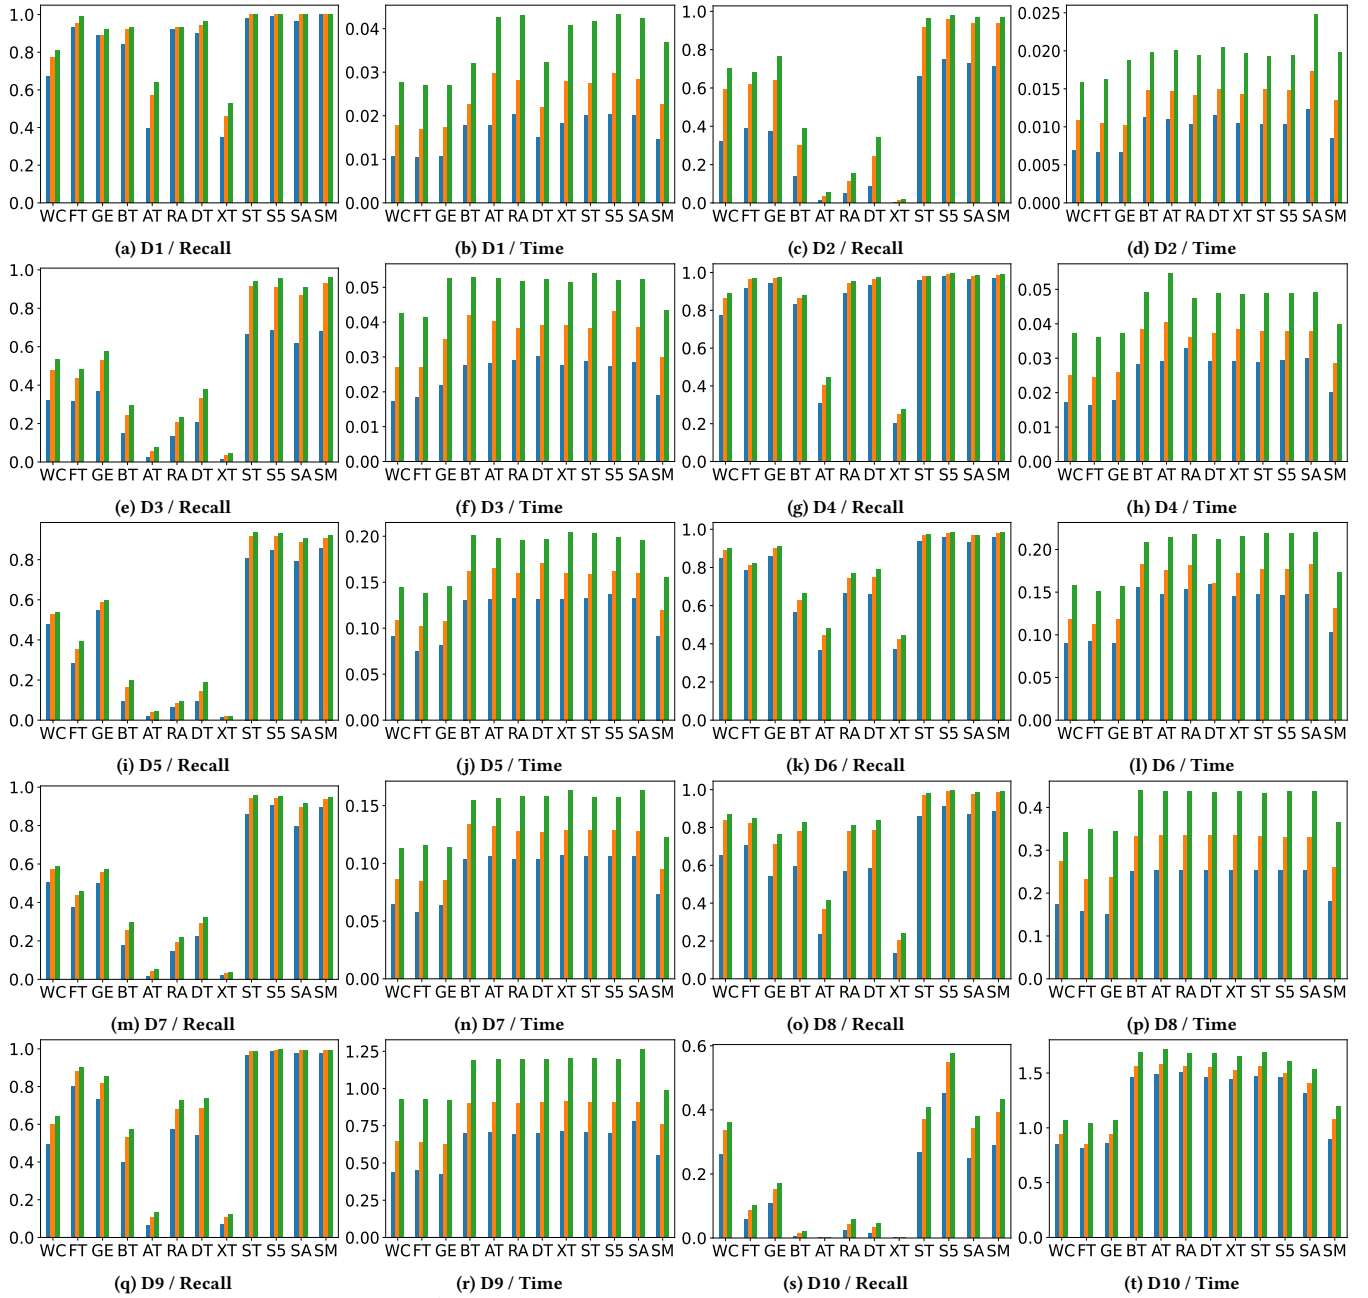 1.0 0.8 0.6 0.4 0.2 0.0
WC FT GE BT AT RA DT XT ST S5 SA SM
(a) D1 / Recall
0.04 0.03 0.02 0.01 0.00
WC FT GE BT AT RA DT XT ST S5 SA SM
(b) D1 / Time
1.0 0.8 0.6 0.4 0.2 0.0
WC FT GE BT AT RA DT XT ST S5 SA SM
(c) D2 / Recall
0.025 0.020 0.015 0.010 0.005 0.000
WC FT GE BT AT RA DT XT ST S5 SA SM
(d) D2 / Time
1.0 0.8 0.6 0.4 0.2 0.0
WC FT GE BT AT RA DT XT ST S5 SA SM
(e) D3 / Recall
0.05 0.04 0.03 0.02 0.01 0.00
WC FT GE BT AT RA DT XT ST S5 SA SM
(f) D3 / Time
1.0 0.8 0.6 0.4 0.2 0.0
WC FT GE BT AT RA DT XT ST S5 SA SM
(g) D4 / Recall
0.05 0.04 0.03 0.02 0.01 0.00
WC FT GE BT AT RA DT XT ST S5 SA SM
(h) D4 / Time
0.8 0.6 0.4 0.2 0.0
WC FT GE BT AT RA DT XT ST S5 SA SM
(i) D5 / Recall
0.20 0.15 0.10 0.05 0.00
WC FT GE BT AT RA DT XT ST S5 SA SM
(j) D5 / Time
1.0 0.8 0.6 0.4 0.2 0.0
WC FT GE BT AT RA DT XT ST S5 SA SM
(k) D6 / Recall
0.20 0.15 0.10 0.05 0.00
WC FT GE BT AT RA DT XT ST S5 SA SM
(l) D6 / Time
1.0 0.8 0.6 0.4 0.2 0.0
WC FT GE BT AT RA DT XT ST S5 SA SM
(m) D7 / Recall
0.15 0.10 0.05 0.00
WC FT GE BT AT RA DT XT ST S5 SA SM
(n) D7 / Time
1.0 0.8 0.6 0.4 0.2 0.0
WC FT GE BT AT RA DT XT ST S5 SA SM
(o) D8 / Recall
0.4 0.3 0.2 0.1 0.0
WC FT GE BT AT RA DT XT ST S5 SA SM
(p) D8 / Time
1.0 0.8 0.6 0.4 0.2 0.0
WC FT GE BT AT RA DT XT ST S5 SA SM
(q) D9 / Recall
1.25 1.00 0.75 0.50 0.25 0.00
WC FT GE BT AT RA DT XT ST S5 SA SM
(r) D9 / Time
0.6 0.4 0.2 0.0
WC FT GE BT AT RA DT XT ST S5 SA SM
(s) D10 / Recall
1.5 1.0 0.5 0.0
WC FT GE BT AT RA DT XT ST S5 SA SM
(t) D10 / Time